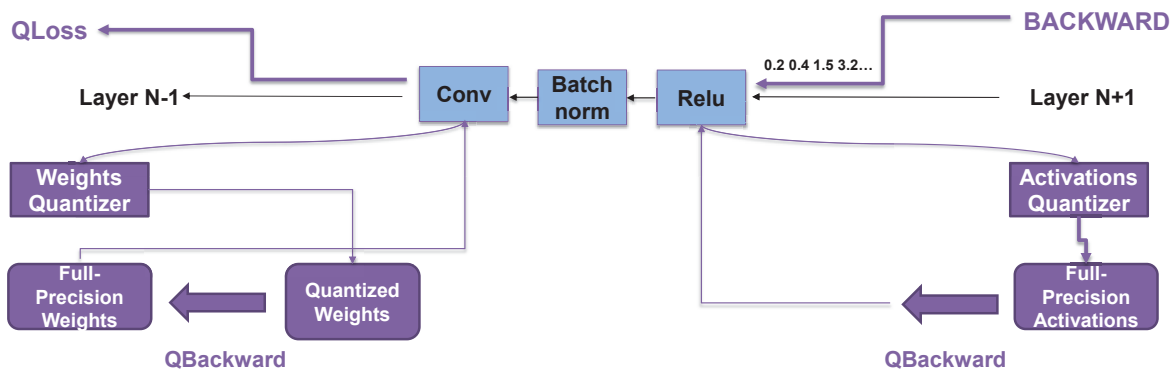 QLoss
BACKWARD
0.2 0.4 1.5 3.2…
Layer N-1
Conv
Batch
norm
Relu
Layer N+1
Weights
Quantizer
Activations
Quantizer
Full-
Precision
Weights
Quantized
Weights
Full-
Precision
Activations
QBackward
QBackward